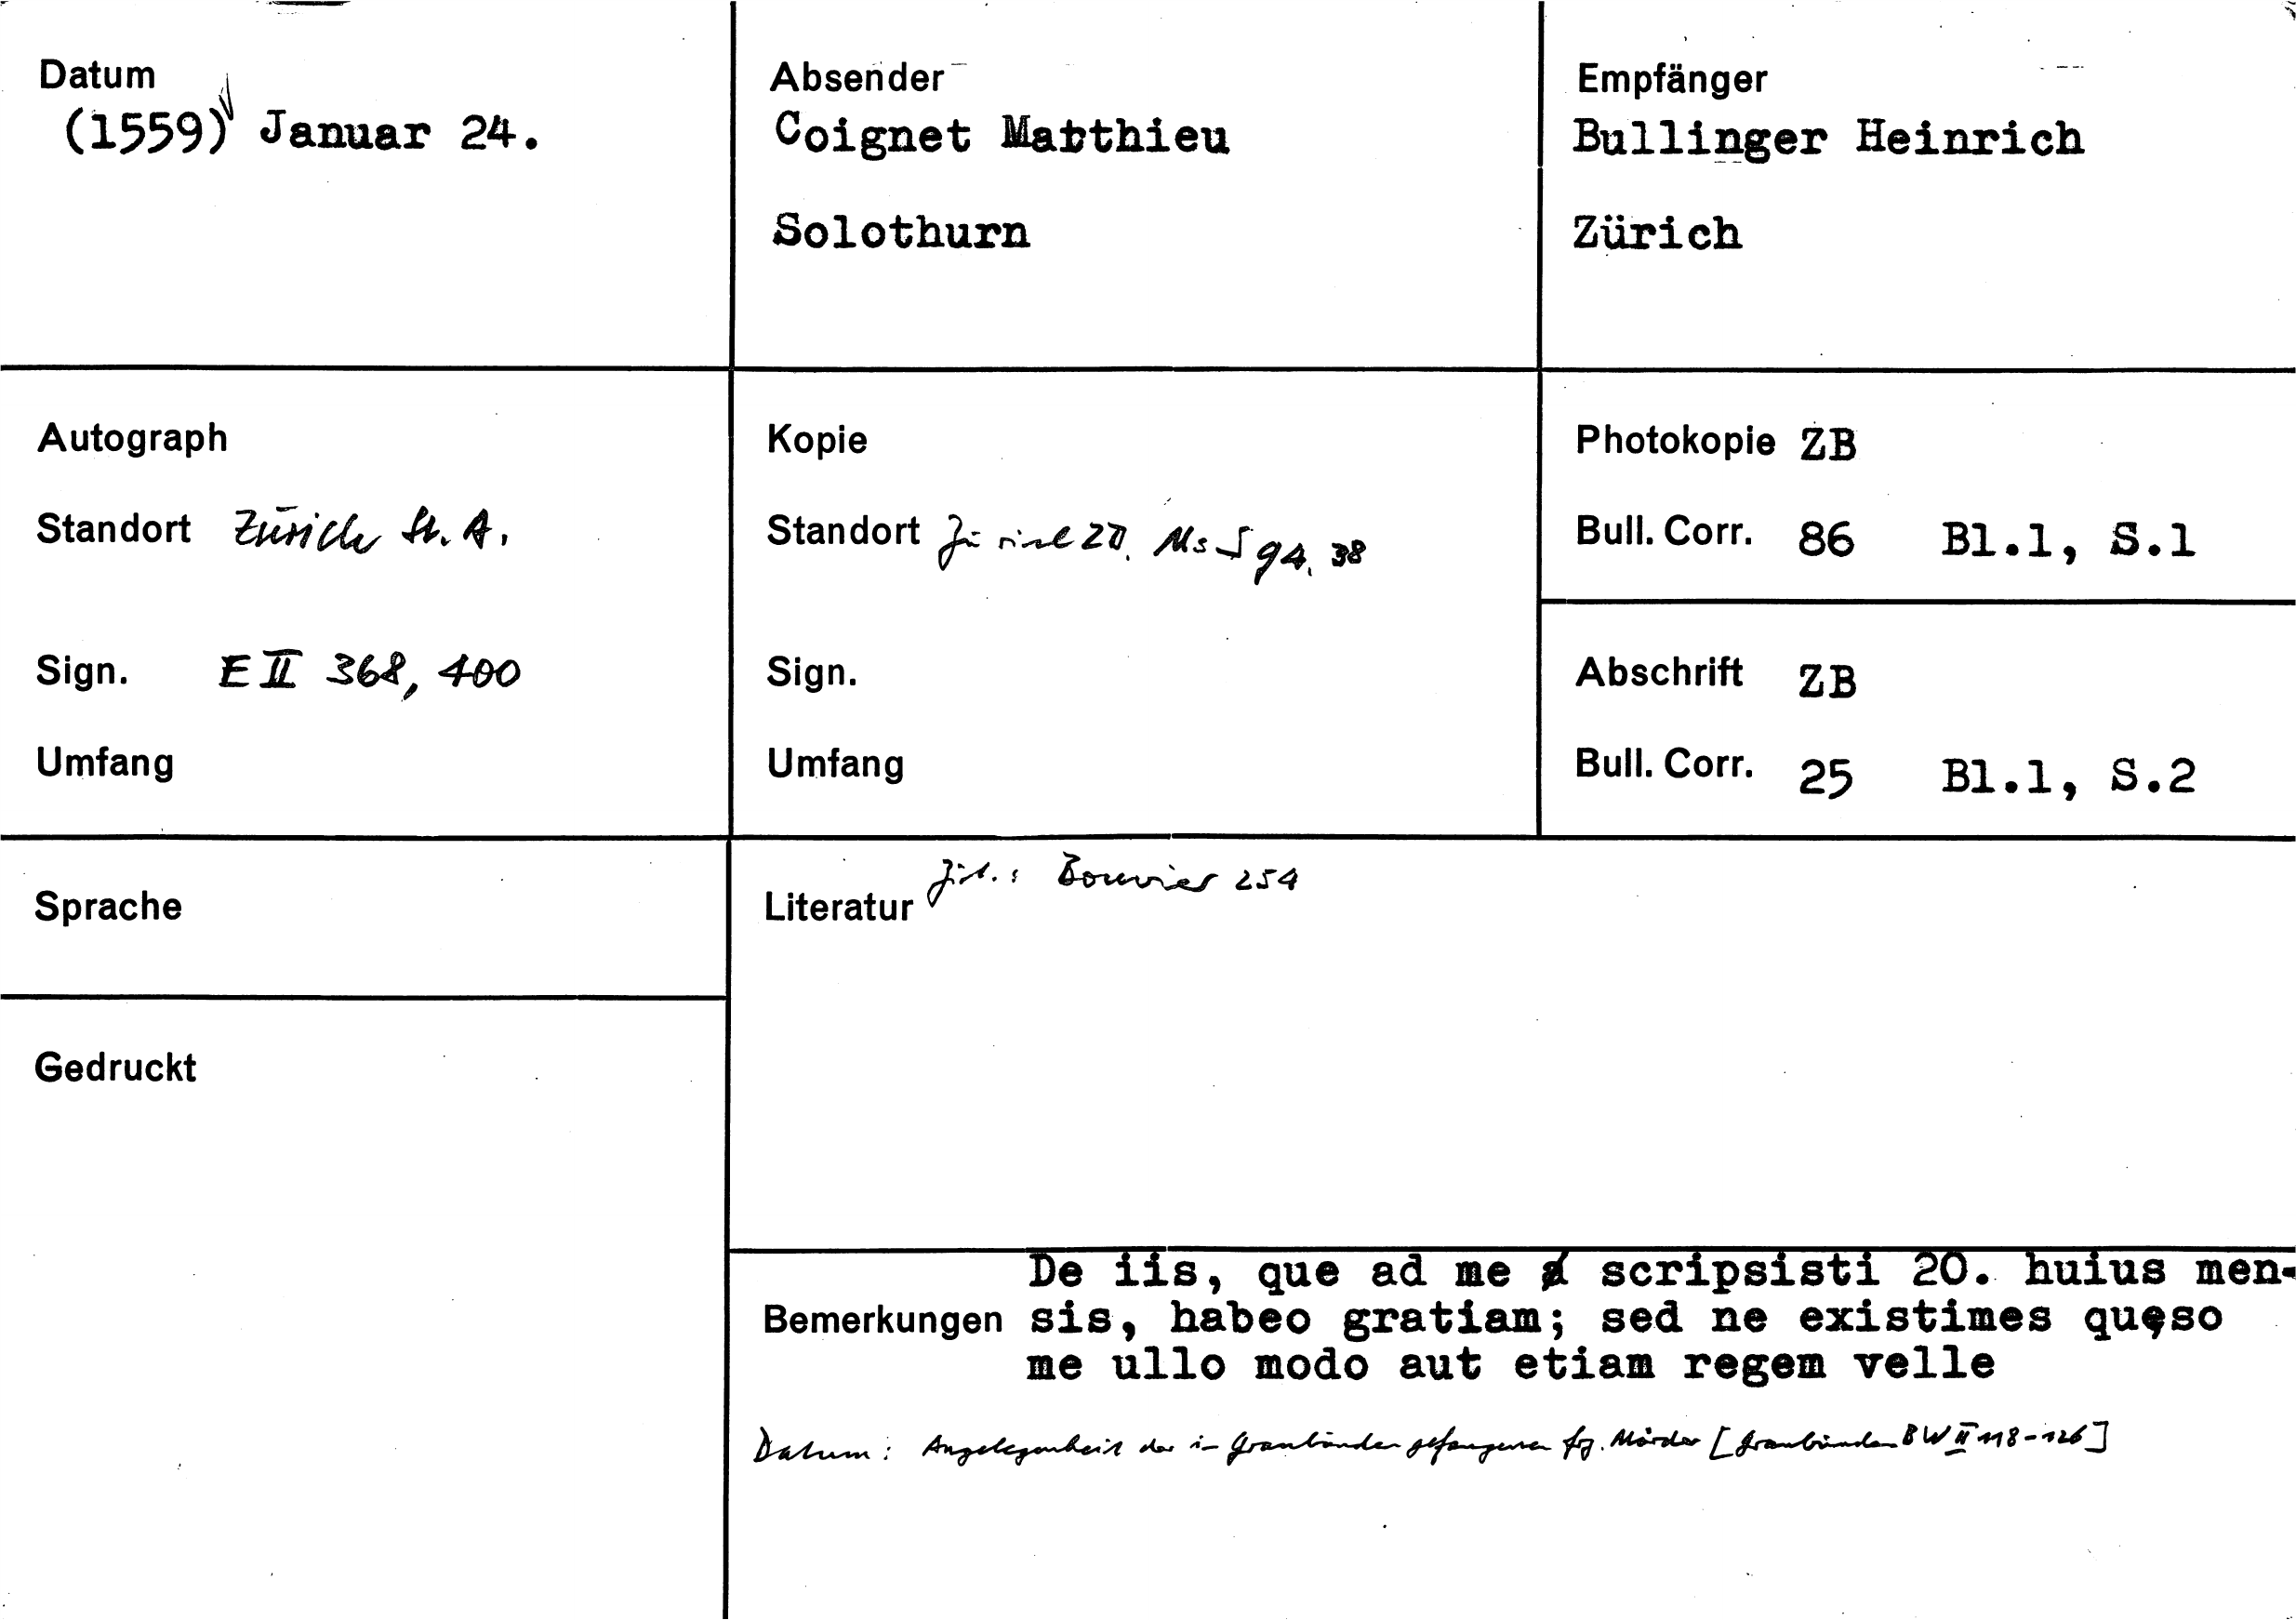 Datum
(1559) Januar 24.
Absender
Coignet Matthieu
Solothurn
Empfänger
Bullinger Heinrich
Zürich
Autograph
Standort Zürich St. A.
Sign. E II 368, 400
Umfang
Kopie
Standort Zürich ZB. Ms S 94, 38
Sign.
Umfang
Photokopie ZB
Bull. Corr. 86 Bl.1, S.1
Abschrift ZB
Bull. Corr. 25 Bl.1, S.2
Sprache
Gedruckt
Literatur Zit.: Bouvier 254
Bemerkungen
De iis, que ad me scripsisti 20. huius men-
sis, habeo gratiam; sed ne existimes quęso
me ullo modo aut etiam regem velle
Datum: Angelegenheit der in Graubünden gefangenen frz. Mörder [Graubünden BW II 118-126]